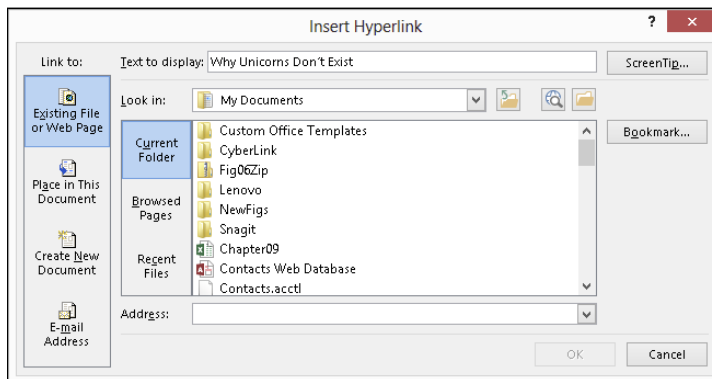 Insert Hyperlink
?
Link to:
Text to display: Why Unicorns Don't Exist
ScreenTip...
Existing File
or Web Page
Look in: My Documents
Bookmark...
Current
Folder
Custom Office Templates
CyberLink
Fig06Zip
Lenovo
NewFigs
Snagit
Chapter09
Contacts Web Database
Contacts.acctl
Place in This
Document
Browsed
Pages
Create New
Document
Recent
Files
E-mail
Address
Address:
OK
Cancel